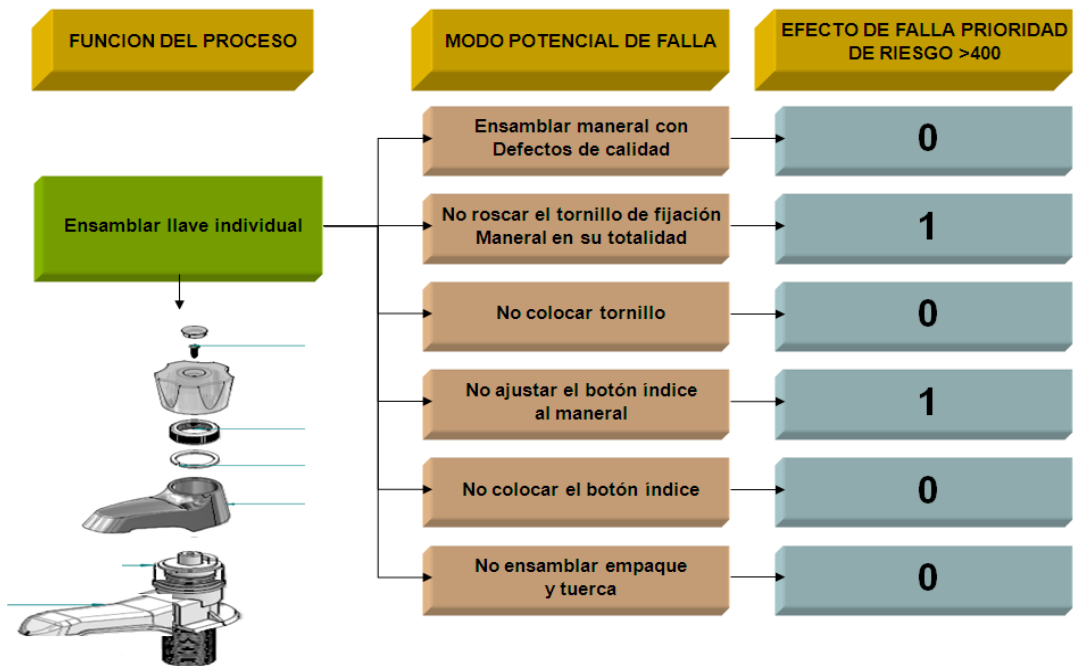 FUNCION DEL PROCESO
MODO POTENCIAL DE FALLA
EFECTO DE FALLA PRIORIDAD
DE RIESGO >400
Ensamblar llave individual
Ensamblar maneral con
Defectos de calidad
0
No roscar el tornillo de fijación
Maneral en su totalidad
1
No colocar tornillo
0
No ajustar el botón índice
al maneral
1
No colocar el botón índice
0
No ensamblar empaque
y tuerca
0